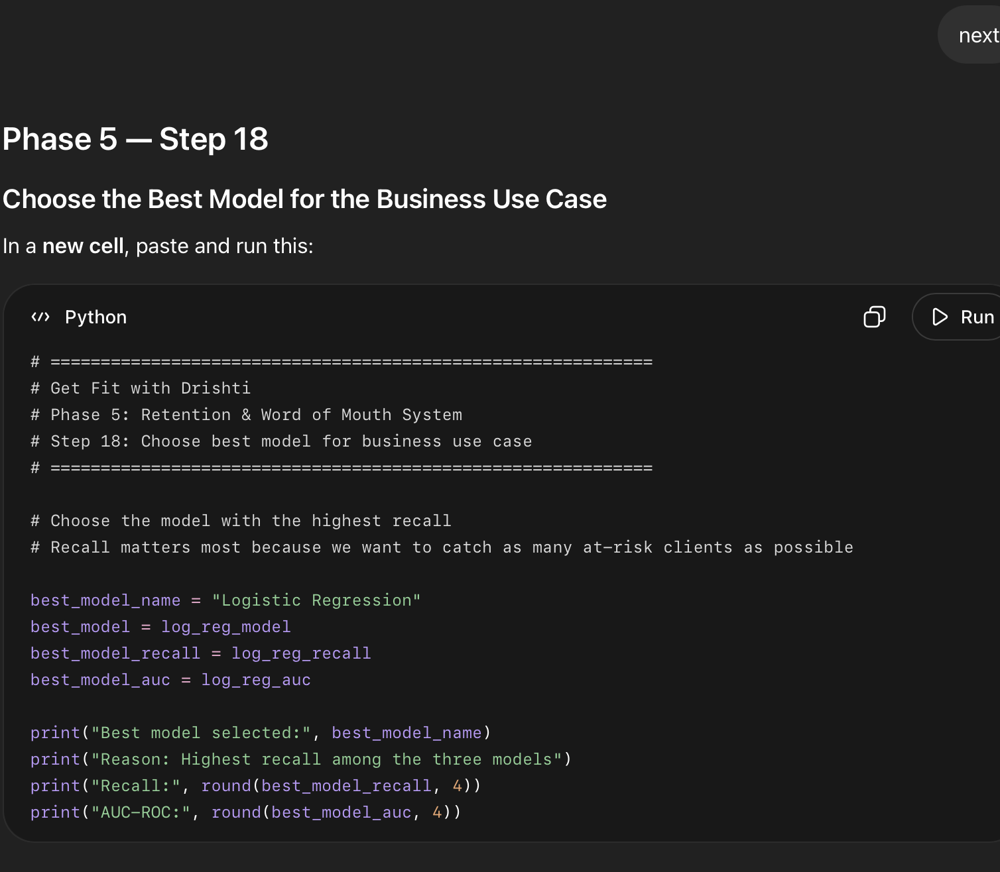 next
Phase 5 — Step 18
Choose the Best Model for the Business Use Case
In a new cell, paste and run this:
Python
Run
# ============================================================
# Get Fit with Drishti
# Phase 5: Retention & Word of Mouth System
# Step 18: Choose best model for business use case
# ============================================================
# Choose the model with the highest recall
# Recall matters most because we want to catch as many at-risk clients as possible
best_model_name = "Logistic Regression"
best_model = log_reg_model
best_model_recall = log_reg_recall
best_model_auc = log_reg_auc
print("Best model selected:", best_model_name)
print("Reason: Highest recall among the three models")
print("Recall:", round(best_model_recall, 4))
print("AUC-ROC:", round(best_model_auc, 4))